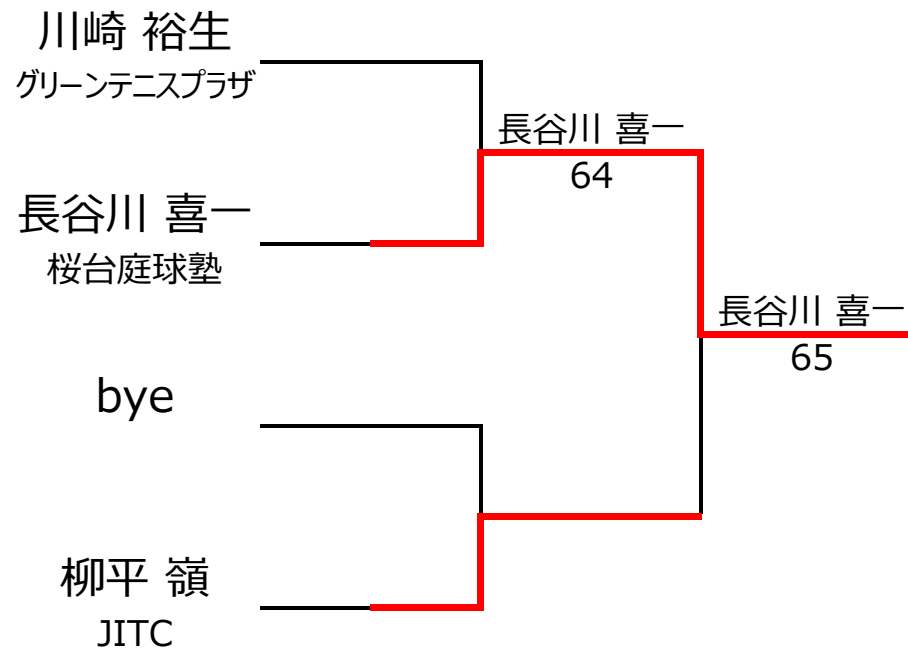 川崎 裕生
グリーンテニスプラザ
長谷川 喜一
64
長谷川 喜一
桜台庭球塾
長谷川 喜一
65
bye
柳平 嶺
JITC